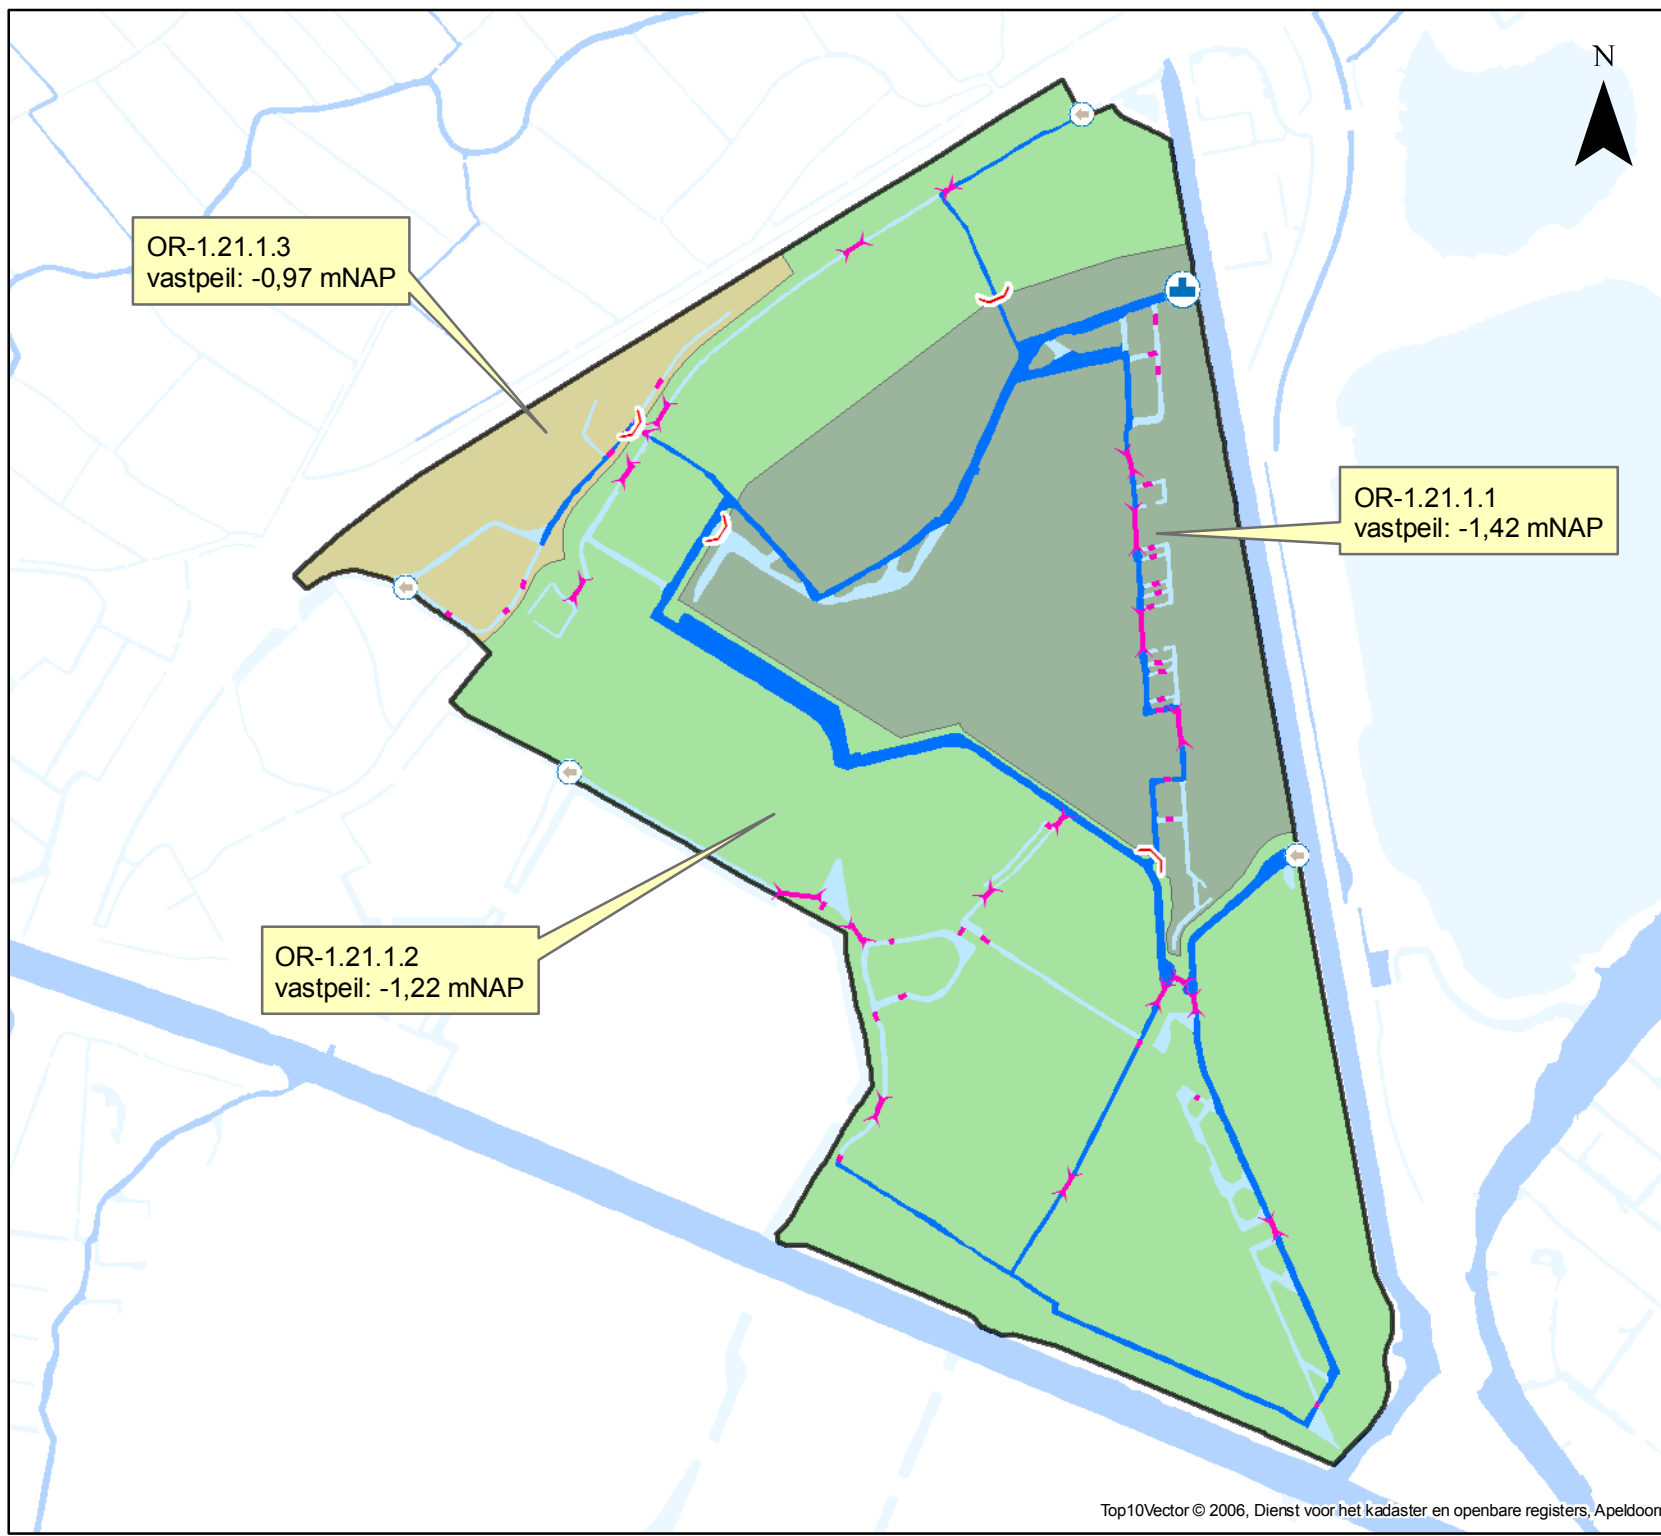 N
OR-1.21.1.3
vastpeil: -0,97 mNAP
OR-1.21.1.1
vastpeil: -1,42 mNAP
OR-1.21.1.2
vastpeil: -1,22 mNAP
Top10Vector © 2006, Dienst voor het kadaster en openbare registers, Apeldoorn